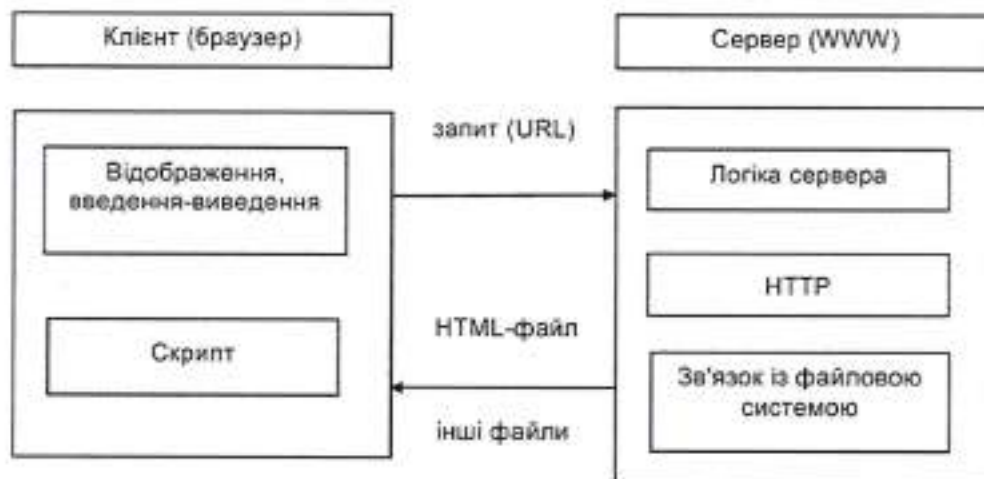 Клієнт (браузер)
Сервер (WWW)
запит (URL)
Відображення,
введення-виведення
Логіка сервера
HTTP
HTML-файл
Скрипт
Зв'язок із файловою
системою
інші файли